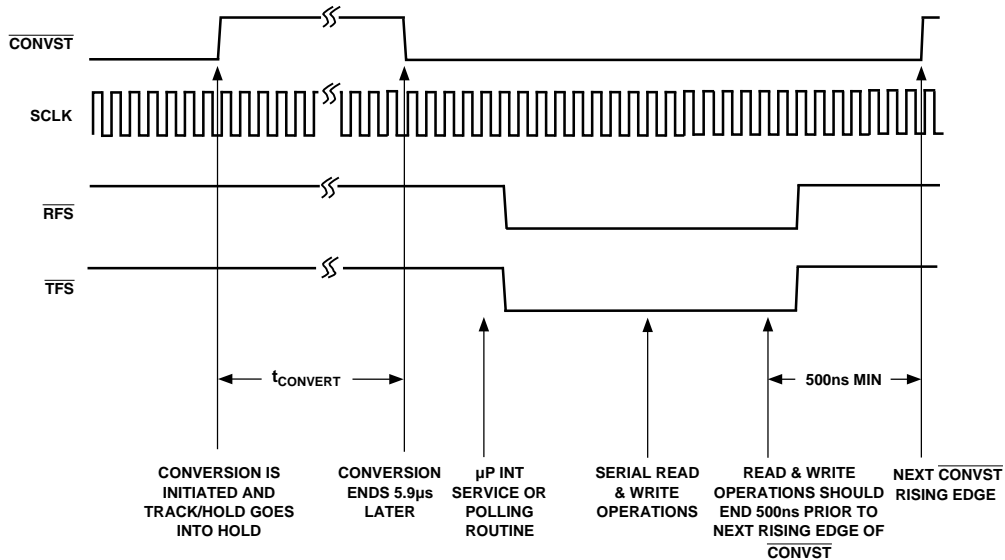 CONVST
SCLK
RFS
TFS
tCONVERT
500ns MIN
CONVERSION IS
INITIATED AND
TRACK/HOLD GOES
INTO HOLD
CONVERSION
ENDS 5.9µs
LATER
µP INT
SERVICE OR
POLLING
ROUTINE
SERIAL READ
& WRITE
OPERATIONS
READ & WRITE
OPERATIONS SHOULD
END 500ns PRIOR TO
NEXT RISING EDGE OF
CONVST
NEXT CONVST
RISING EDGE